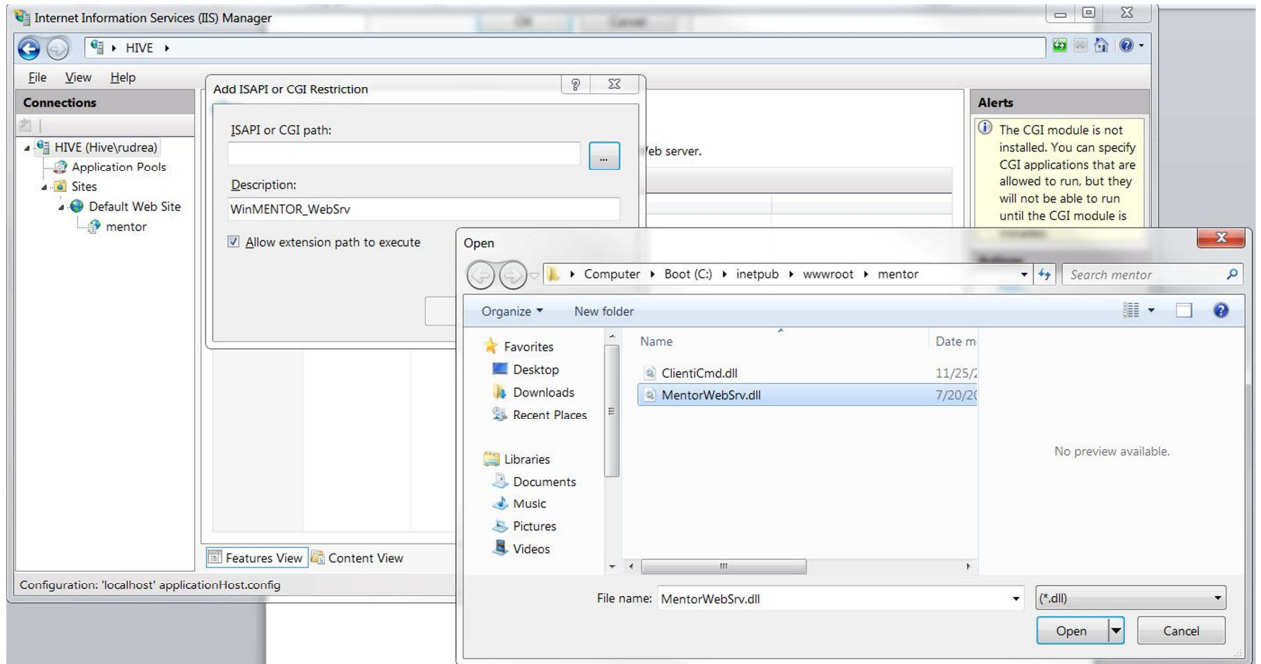 Internet Information Services (IIS) Manager
HIVE
File View Help
Connections
HIVE (Hive\rudrea)
Application Pools
Sites
Default Web Site
mentor
Add ISAPI or CGI Restriction
ISAPI or CGI path:
...
Description:
WinMENTOR_WebSrv
Allow extension path to execute
eb server.
Features View Content View
Configuration: 'localhost' applicationHost.config
Alerts
The CGI module is not
installed. You can specify
CGI applications that are
allowed to run, but they
will not be able to run
until the CGI module is
Open
Computer Boot (C:) inetpub wwwroot mentor
Search mentor
Organize New folder
Favorites
Desktop
Downloads
Recent Places
Libraries
Documents
Music
Pictures
Videos
Name Date m
ClientiCmd.dll 11/25/2
MentorWebSrv.dll 7/20/20
No preview available.
File name: MentorWebSrv.dll (*.dll)
Open Cancel